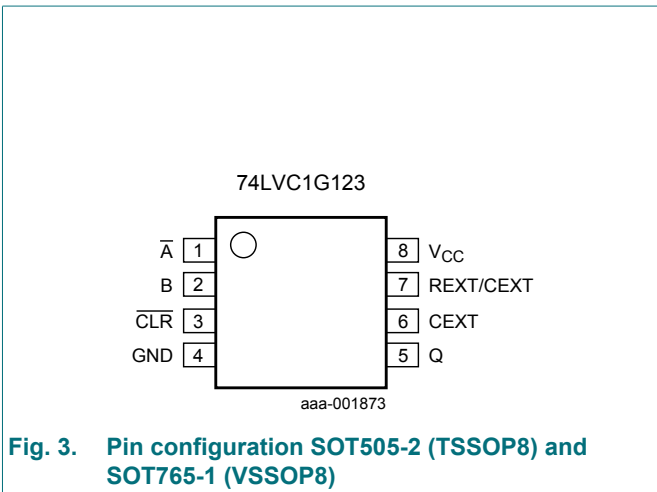 74LVC1G123
A 1 8 VCC
B 2 7 REXT/CEXT
CLR 3 6 CEXT
GND 4 5 Q
aaa-001873
Fig. 3. Pin configuration SOT505-2 (TSSOP8) and
SOT765-1 (VSSOP8)